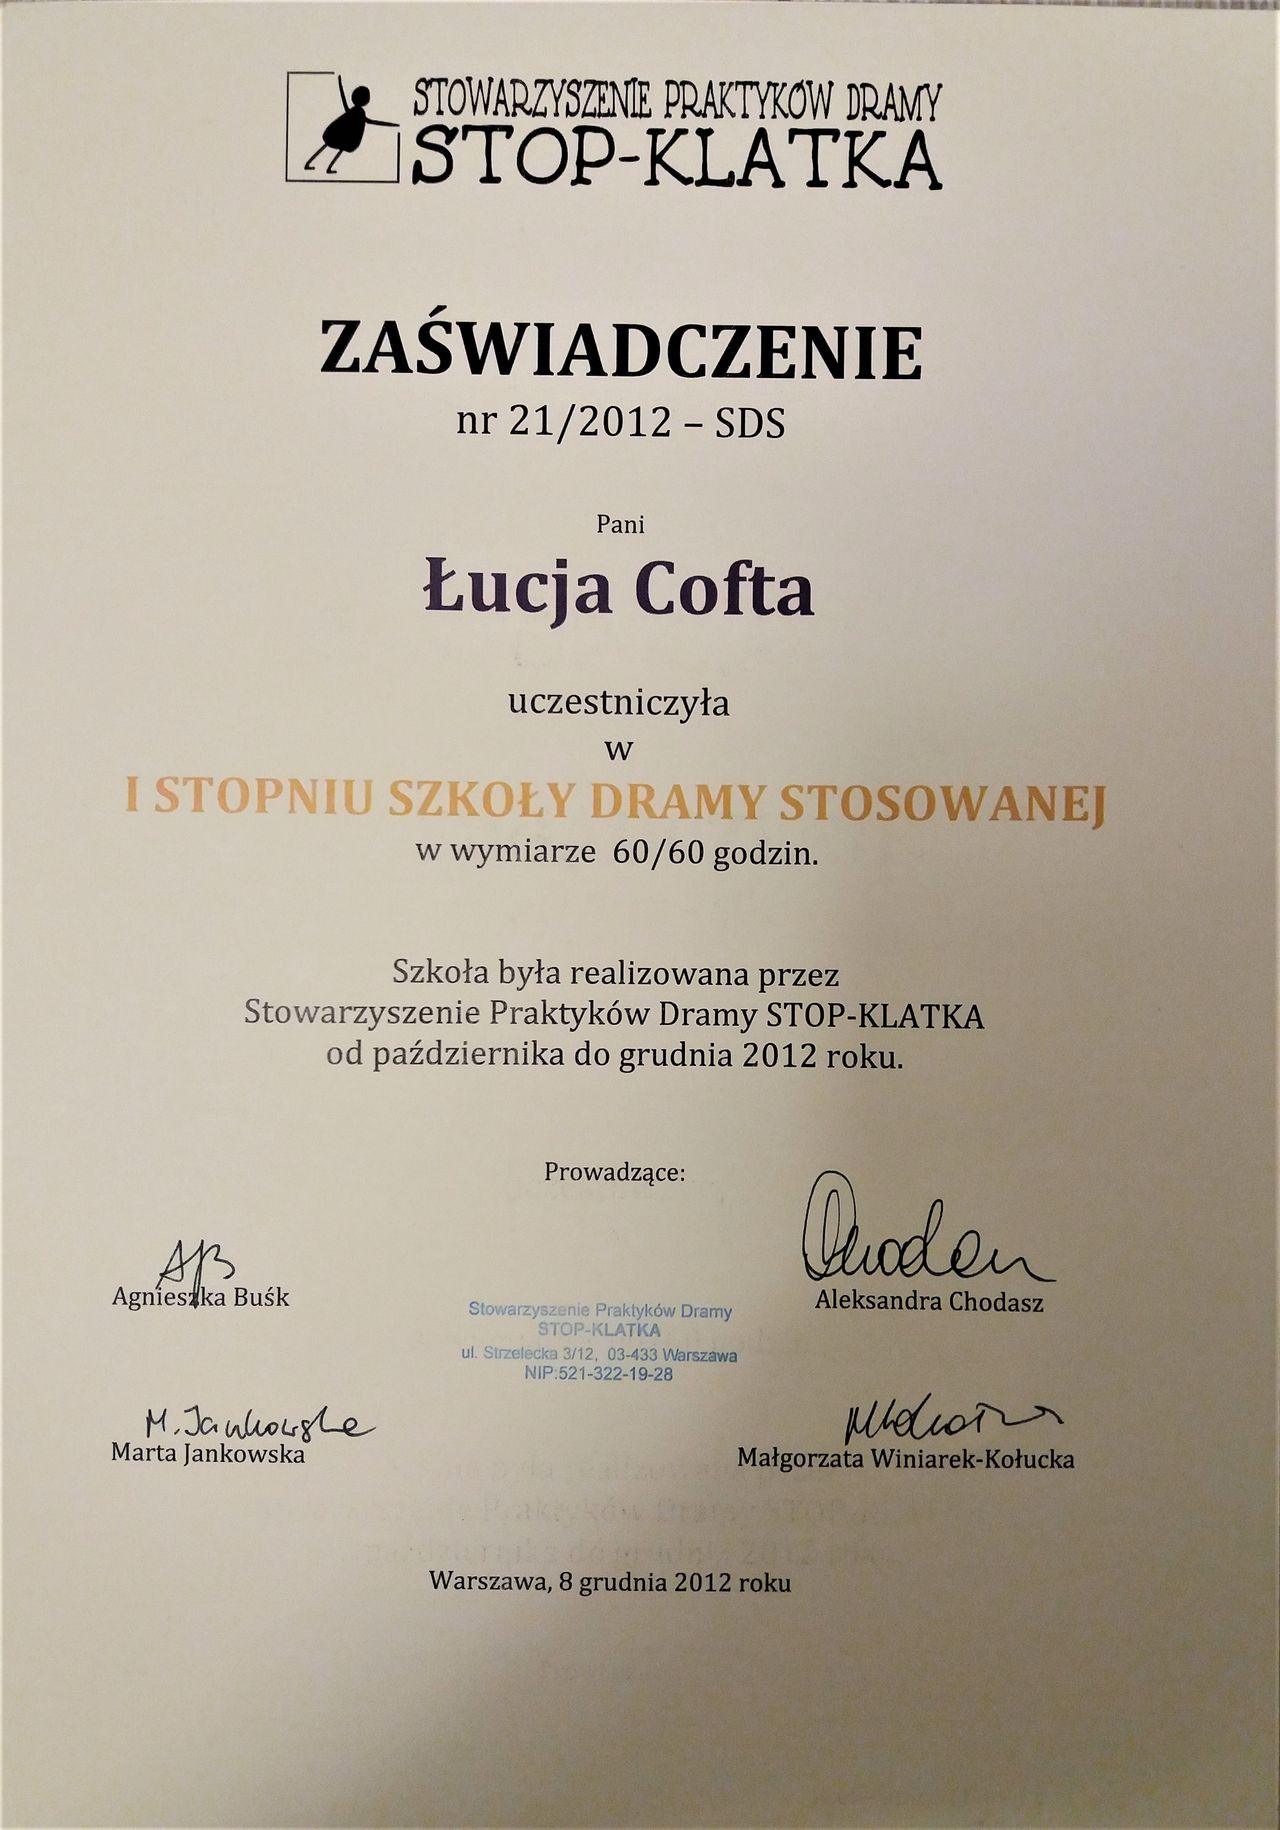 STOWARZYSZENIE PRAKTYKÓW DRAMY
STOP-KLATKA
ZAŚWIADCZENIE
nr 21/2012 – SDS
Pani
Łucja Cofta
uczestniczyła
w
I STOPNIU SZKOŁY DRAMY STOSOWANEJ
w wymiarze 60/60 godzin.
Szkoła była realizowana przez
Stowarzyszenie Praktyków Dramy STOP-KLATKA
od października do grudnia 2012 roku.
Prowadzące:
Agnieszka Buśk
Aleksandra Chodasz
Stowarzyszenie Praktyków Dramy
STOP-KLATKA
ul. Strzelecka 3/12, 03-433 Warszawa
NIP:521-322-19-28
M. Jankowska
Marta Jankowska
Małgorzata Winiarek-Kołucka
Warszawa, 8 grudnia 2012 roku